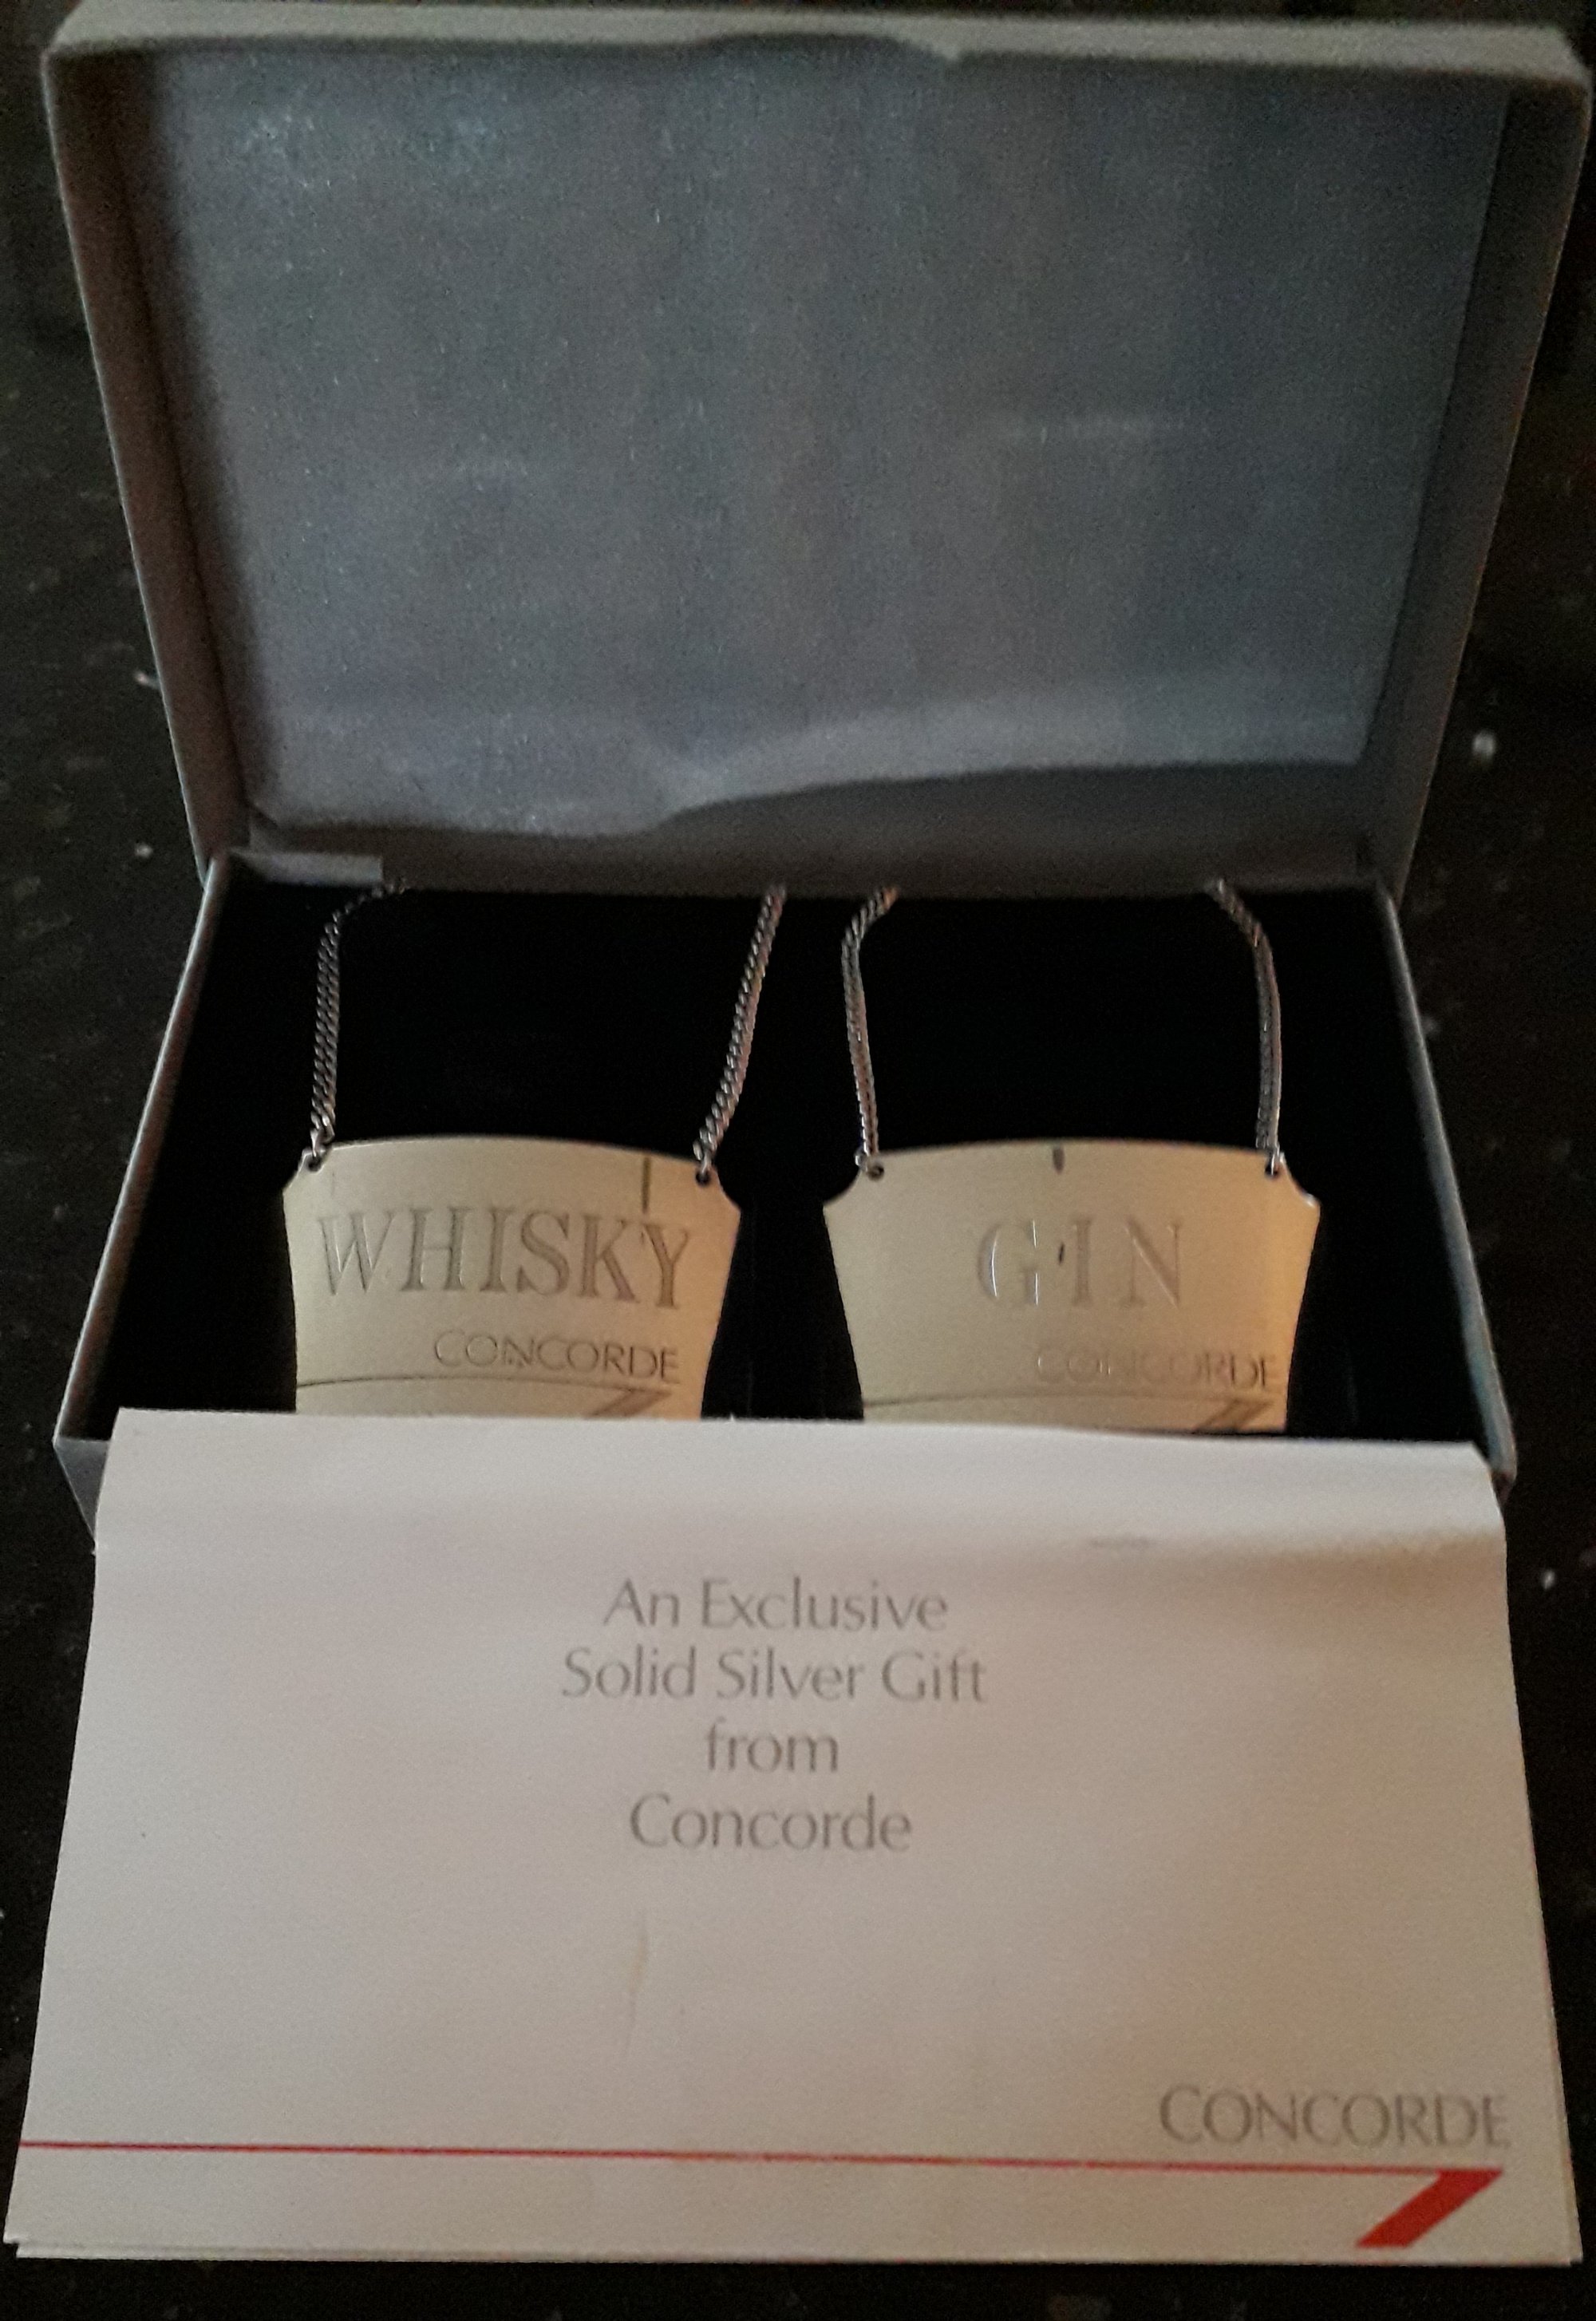 WHISKY
CONCORDE
GIN
CONCORDE
An Exclusive
Solid Silver Gift
from
Concorde
CONCORDE